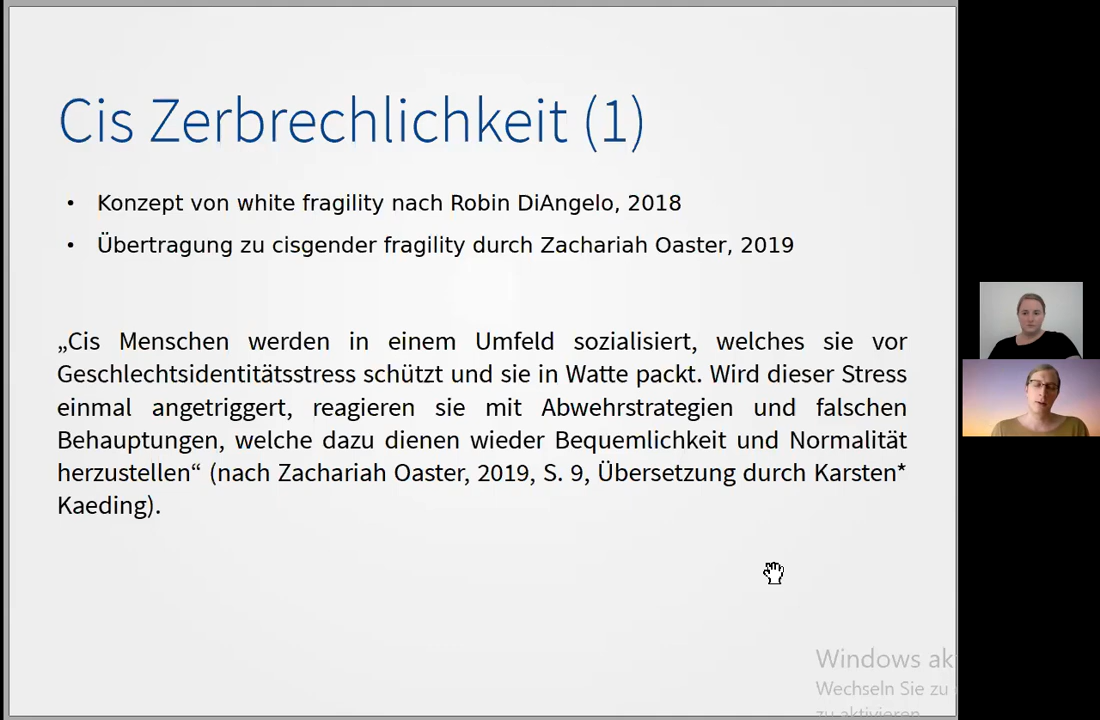 Cis Zerbrechlichkeit (1)
• Konzept von white fragility nach Robin DiAngelo, 2018
• Übertragung zu cisgender fragility durch Zachariah Oaster, 2019
„Cis Menschen werden in einem Umfeld sozialisiert, welches sie vor
Geschlechtsidentitätsstress schützt und sie in Watte packt. Wird dieser Stress
einmal angetriggert, reagieren sie mit Abwehrstrategien und falschen
Behauptungen, welche dazu dienen wieder Bequemlichkeit und Normalität
herzustellen“ (nach Zachariah Oaster, 2019, S. 9, Übersetzung durch Karsten*
Kaeding).
Windows ak
Wechseln Sie zu
zu aktivieren